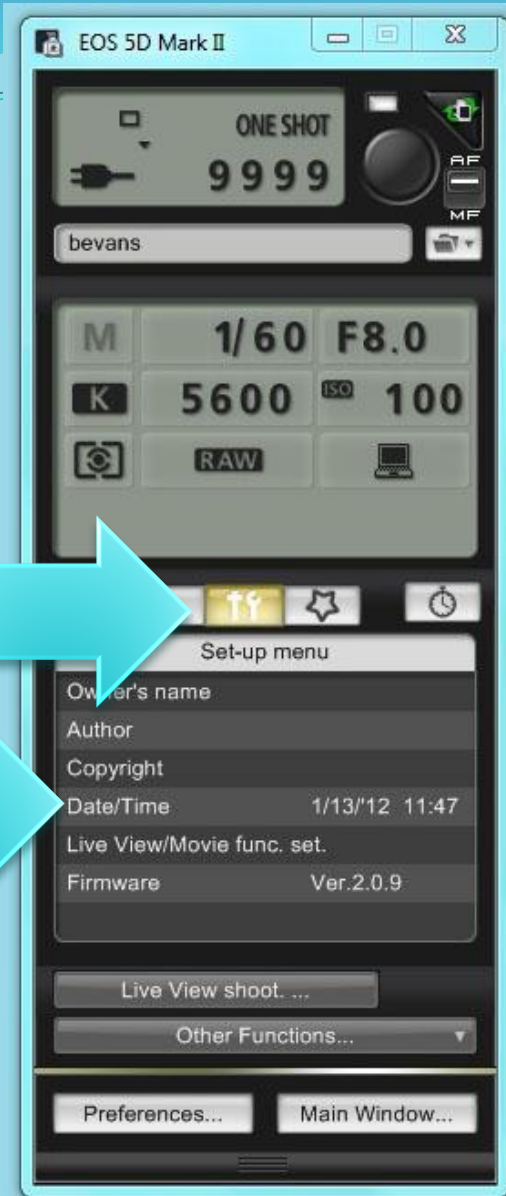 EOS 5D Mark II
ONE SHOT
9999
AF
MF
bevans
M 1/60 F8.0
K 5600 ISO 100
RAW
Set-up menu
Owner's name
Author
Copyright
Date/Time 1/13/'12 11:47
Live View/Movie func. set.
Firmware Ver.2.0.9
Live View shoot. ...
Other Functions...
Preferences... Main Window...